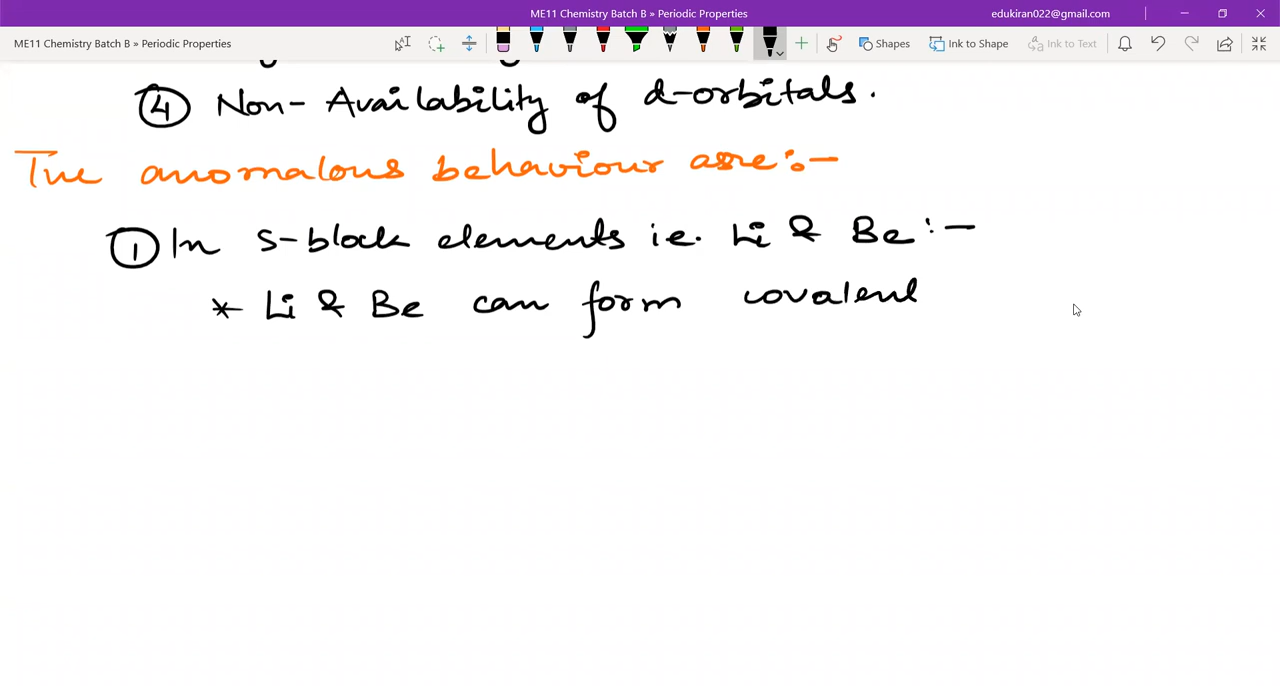 ME11 Chemistry Batch B » Periodic Properties
edukiran022@gmail.com
ME11 Chemistry Batch B » Periodic Properties
Shapes
Ink to Shape
Ink to Text
④ Non-Availability of d-orbitals.
The anomalous behaviour are:-
① In s-block elements i.e. Li & Be:-
* Li & Be can form covalent